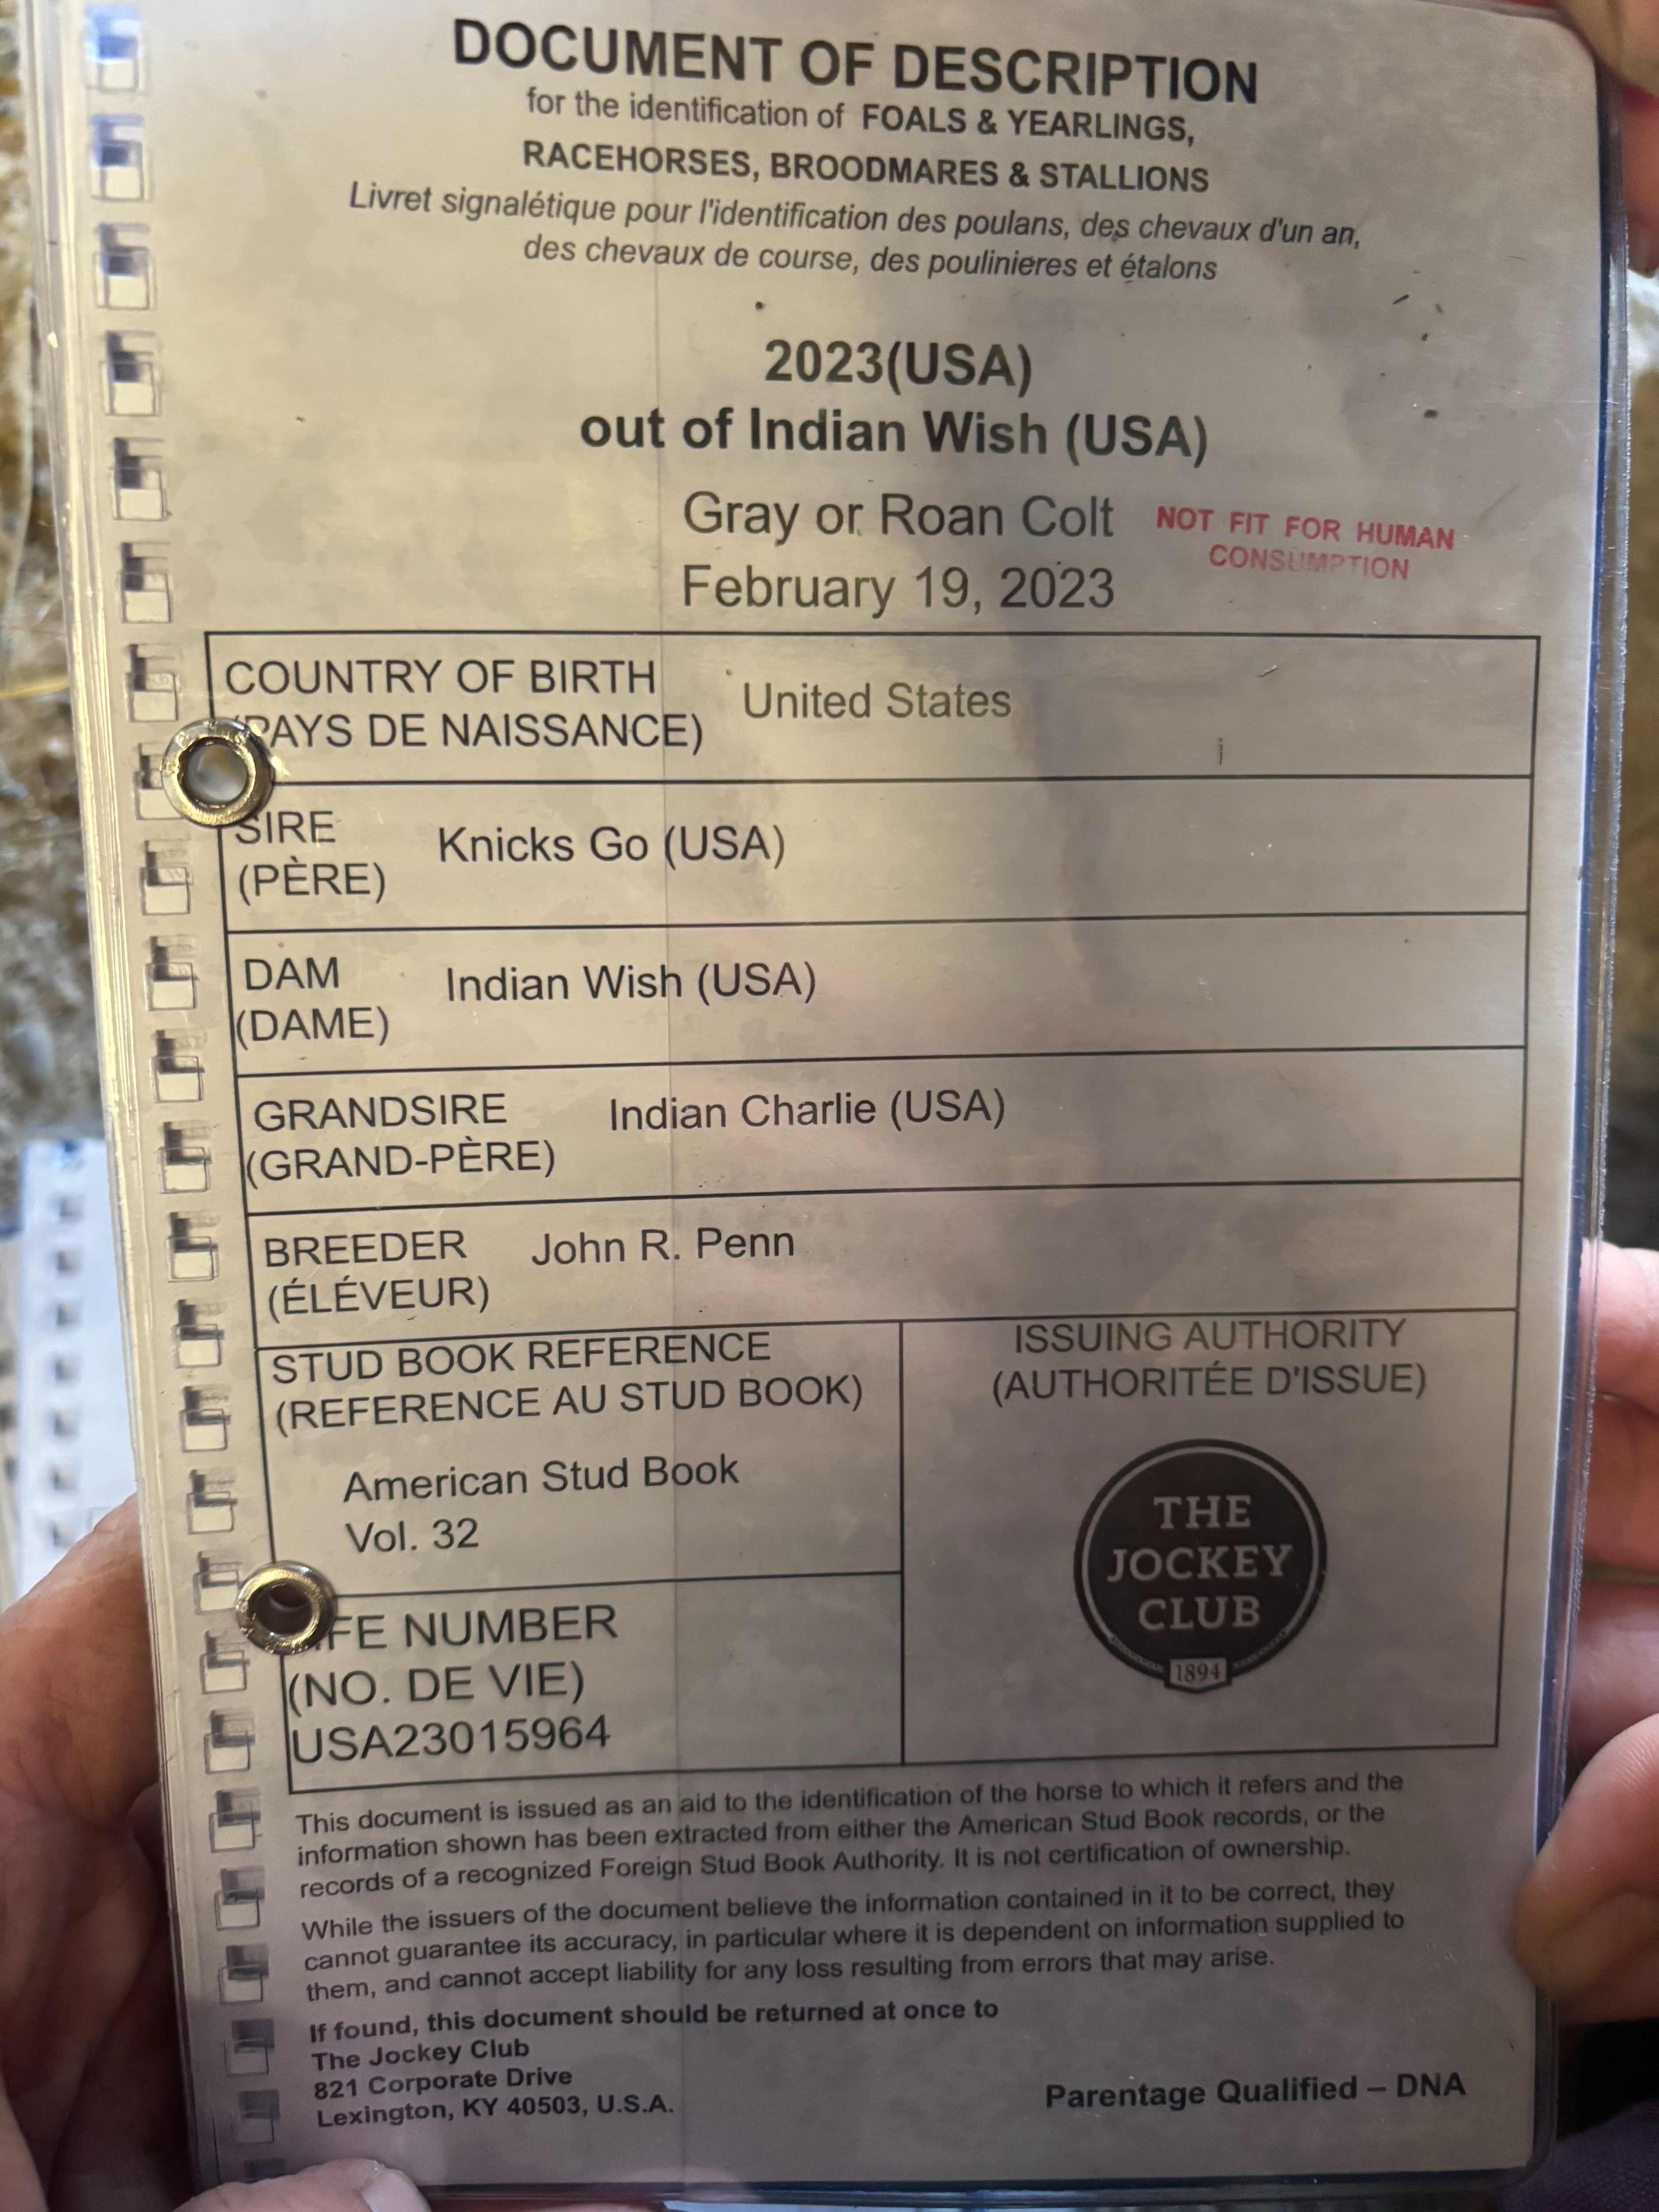 DOCUMENT OF DESCRIPTION
for the identification of FOALS & YEARLINGS,
RACEHORSES, BROODMARES & STALLIONS
Livret signalétique pour l'identification des poulans, des chevaux d'un an,
des chevaux de course, des poulinieres et étalons
2023(USA)
out of Indian Wish (USA)
Gray or Roan Colt
NOT FIT FOR HUMAN
CONSUMPTION
February 19, 2023
COUNTRY OF BIRTH
(PAYS DE NAISSANCE)
United States
SIRE
(PÈRE)
Knicks Go (USA)
DAM
(DAME)
Indian Wish (USA)
GRANDSIRE
(GRAND-PÈRE)
Indian Charlie (USA)
BREEDER
(ÉLÉVEUR)
John R. Penn
STUD BOOK REFERENCE
(REFERENCE AU STUD BOOK)
American Stud Book
Vol. 32
ISSUING AUTHORITY
(AUTHORITÉE D'ISSUE)
THE
JOCKEY
CLUB
1894
FE NUMBER
(NO. DE VIE)
USA23015964
This document is issued as an aid to the identification of the horse to which it refers and the
information shown has been extracted from either the American Stud Book records, or the
records of a recognized Foreign Stud Book Authority. It is not certification of ownership.
While the issuers of the document believe the information contained in it to be correct, they
cannot guarantee its accuracy, in particular where it is dependent on information supplied to
them, and cannot accept liability for any loss resulting from errors that may arise.
If found, this document should be returned at once to
The Jockey Club
821 Corporate Drive
Lexington, KY 40503, U.S.A.
Parentage Qualified – DNA